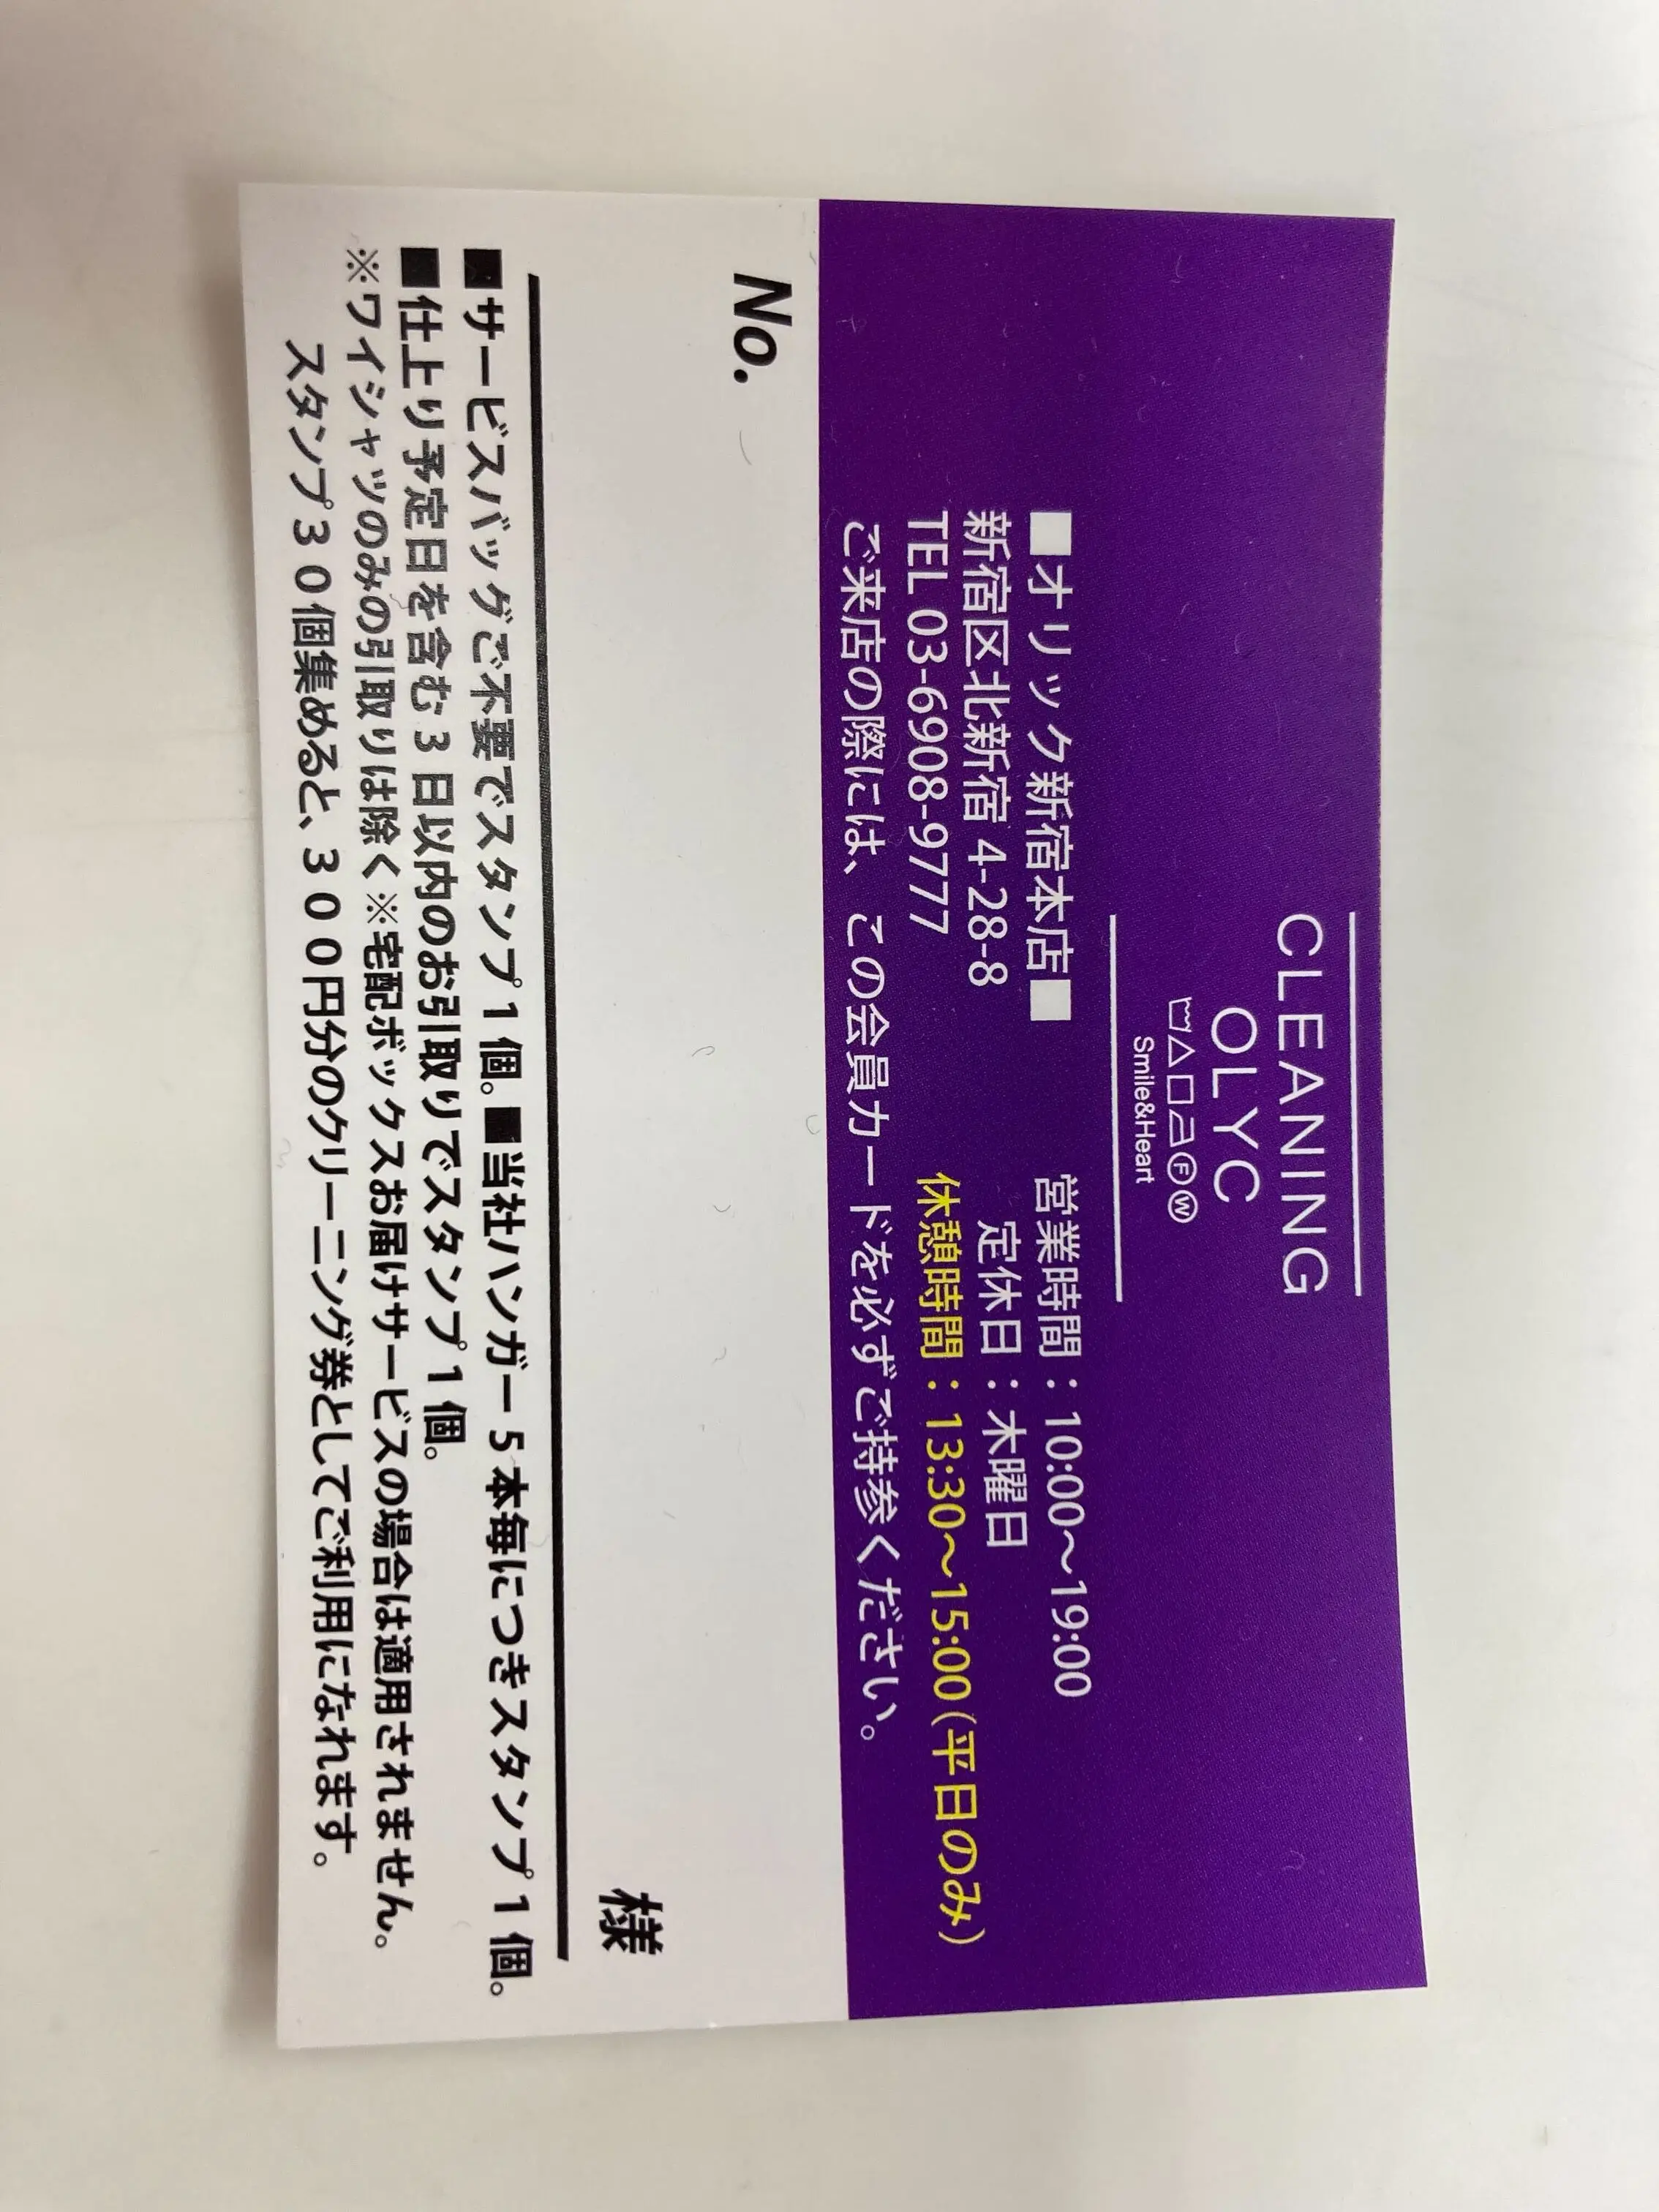 CLEANING
OLYC
Ⓕ Ⓦ
Smile&Heart
■オリック新宿本店■
新宿区北新宿 4-28-8
TEL 03-6908-9777
営業時間：10:00～19:00
定休日：木曜日
休憩時間：13:30～15:00(平日のみ)
ご来店の際には、この会員カードを必ずご持参ください。
No.
様
■サービスバッグご不要でスタンプ１個。■当社ハンガー５本毎につきスタンプ１個。
■仕上り予定日を含む３日以内のお引取りでスタンプ１個。
※ワイシャツのみの引取りは除く※宅配ボックスお届けサービスの場合は適用されません。
スタンプ３０個集めると、３００円分のクリーニング券としてご利用になれます。